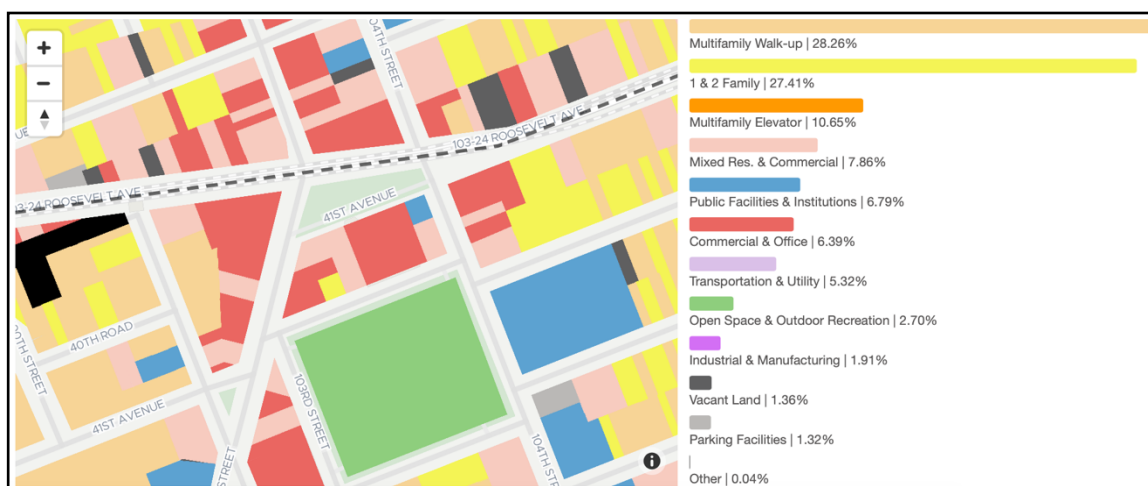 +
104TH STREET
−
103-24 ROOSEVELT AVE
41ST AVENUE
40TH ROAD
41ST AVENUE
103RD STREET
104TH STREET
STREET
Multifamily Walk-up | 28.26%
1 & 2 Family | 27.41%
Multifamily Elevator | 10.65%
Mixed Res. & Commercial | 7.86%
Public Facilities & Institutions | 6.79%
Commercial & Office | 6.39%
Transportation & Utility | 5.32%
Open Space & Outdoor Recreation | 2.70%
Industrial & Manufacturing | 1.91%
Vacant Land | 1.36%
Parking Facilities | 1.32%
Other | 0.04%